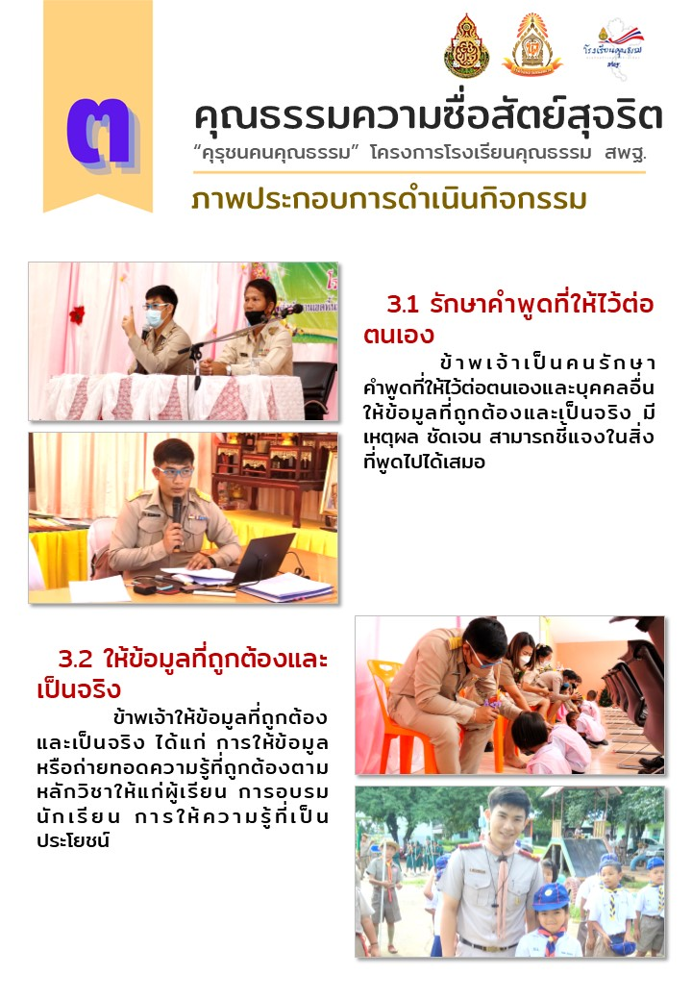 ๓
โรงเรียนคุณธรรม
สพฐ.
คุณธรรมความซื่อสัตย์สุจริต
“คุรุชนคนคุณธรรม” โครงการโรงเรียนคุณธรรม สพฐ.
ภาพประกอบการดำเนินกิจกรรม
3.1 รักษาคำพูดที่ให้ไว้ต่อ
ตนเอง
ข้าพเจ้าเป็นคนรักษา
คำพูดที่ให้ไว้ต่อตนเองและบุคคลอื่น
ให้ข้อมูลที่ถูกต้องและเป็นจริง มี
เหตุผล ชัดเจน สามารถชี้แจงในสิ่ง
ที่พูดไปได้เสมอ
3.2 ให้ข้อมูลที่ถูกต้องและ
เป็นจริง
ข้าพเจ้าให้ข้อมูลที่ถูกต้อง
และเป็นจริง ได้แก่ การให้ข้อมูล
หรือถ่ายทอดความรู้ที่ถูกต้องตาม
หลักวิชาให้แก่ผู้เรียน การอบรม
นักเรียน การให้ความรู้ที่เป็น
ประโยชน์